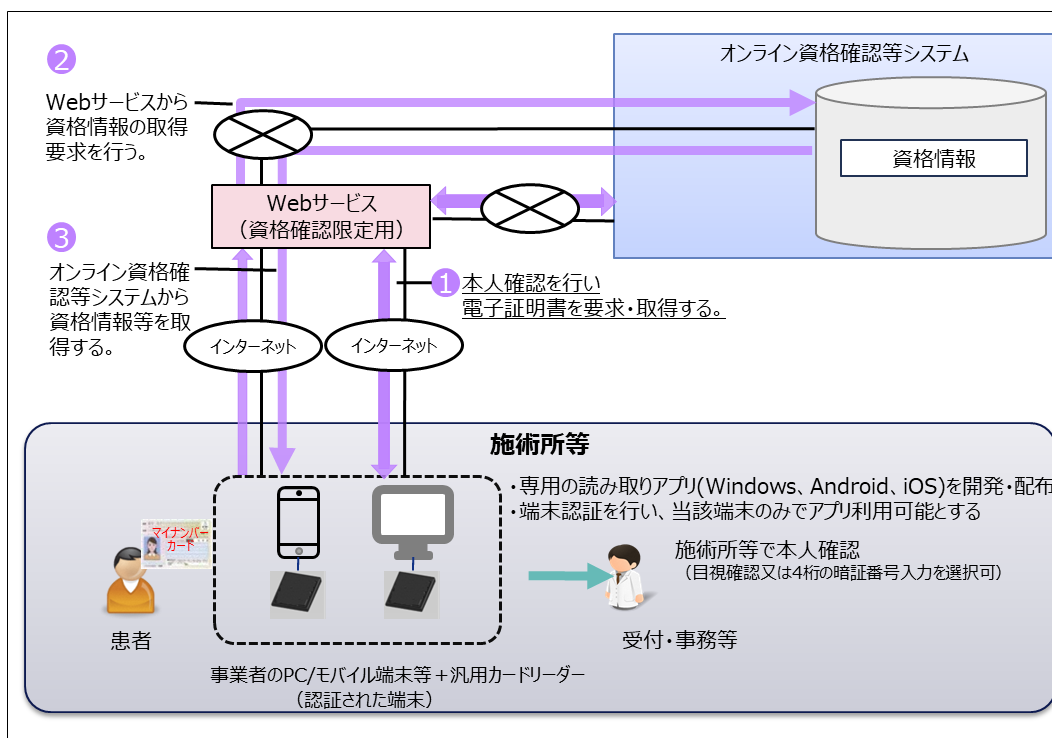 オンライン資格確認等システム
資格情報
❷
Webサービスから
資格情報の取得
要求を行う。
Webサービス
（資格確認限定用）
❸
オンライン資格確
認等システムから
資格情報等を取
得する。
❶
本人確認を行い
電子証明書を要求・取得する。
インターネット
インターネット
施術所等
・専用の読み取りアプリ(Windows、Android、iOS)を開発・配布
・端末認証を行い、当該端末のみでアプリ利用可能とする
マイナンバー
カード
患者
施術所等で本人確認
（目視確認又は4桁の暗証番号入力を選択可）
受付・事務等
事業者のPC/モバイル端末等＋汎用カードリーダー
（認証された端末）